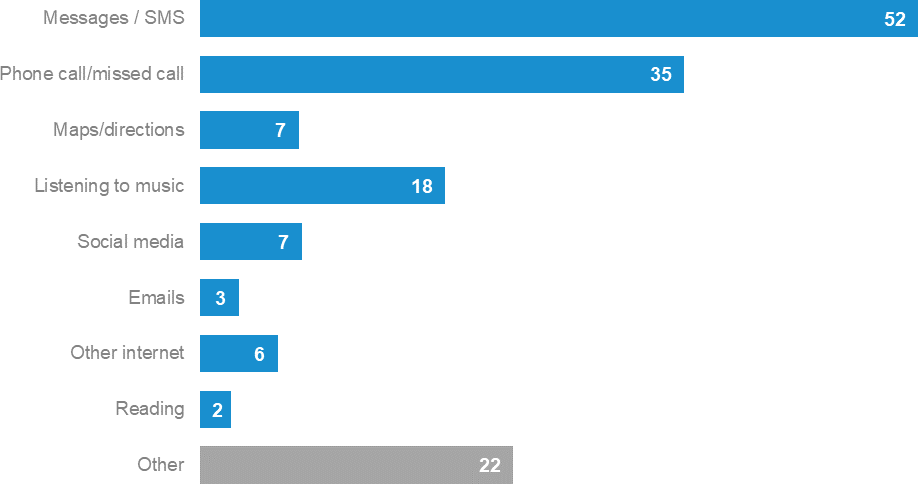 Messages / SMS 52
Phone call/missed call 35
Maps/directions 7
Listening to music 18
Social media 7
Emails 3
Other internet 6
Reading 2
Other 22